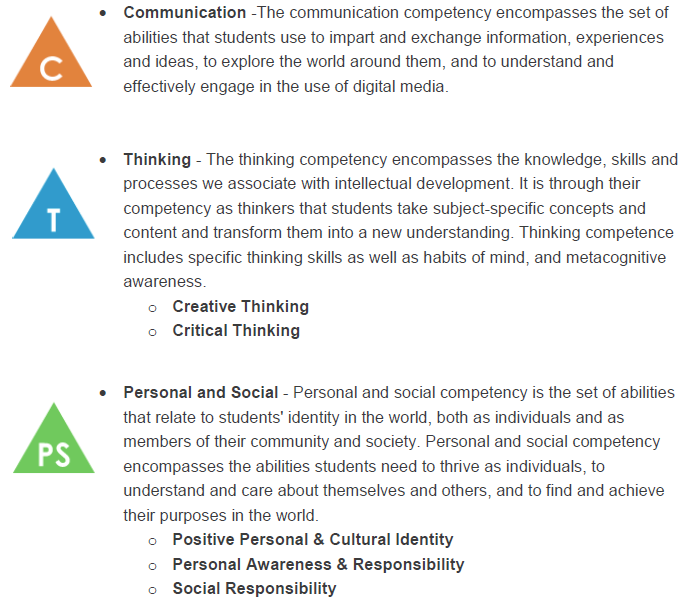 • Communication -The communication competency encompasses the set of
abilities that students use to impart and exchange information, experiences
and ideas, to explore the world around them, and to understand and
effectively engage in the use of digital media.
C
• Thinking - The thinking competency encompasses the knowledge, skills and
processes we associate with intellectual development. It is through their
competency as thinkers that students take subject-specific concepts and
content and transform them into a new understanding. Thinking competence
includes specific thinking skills as well as habits of mind, and metacognitive
awareness.
T
o Creative Thinking
o Critical Thinking
• Personal and Social - Personal and social competency is the set of abilities
that relate to students' identity in the world, both as individuals and as
members of their community and society. Personal and social competency
encompasses the abilities students need to thrive as individuals, to
understand and care about themselves and others, and to find and achieve
their purposes in the world.
PS
o Positive Personal & Cultural Identity
o Personal Awareness & Responsibility
o Social Responsibility